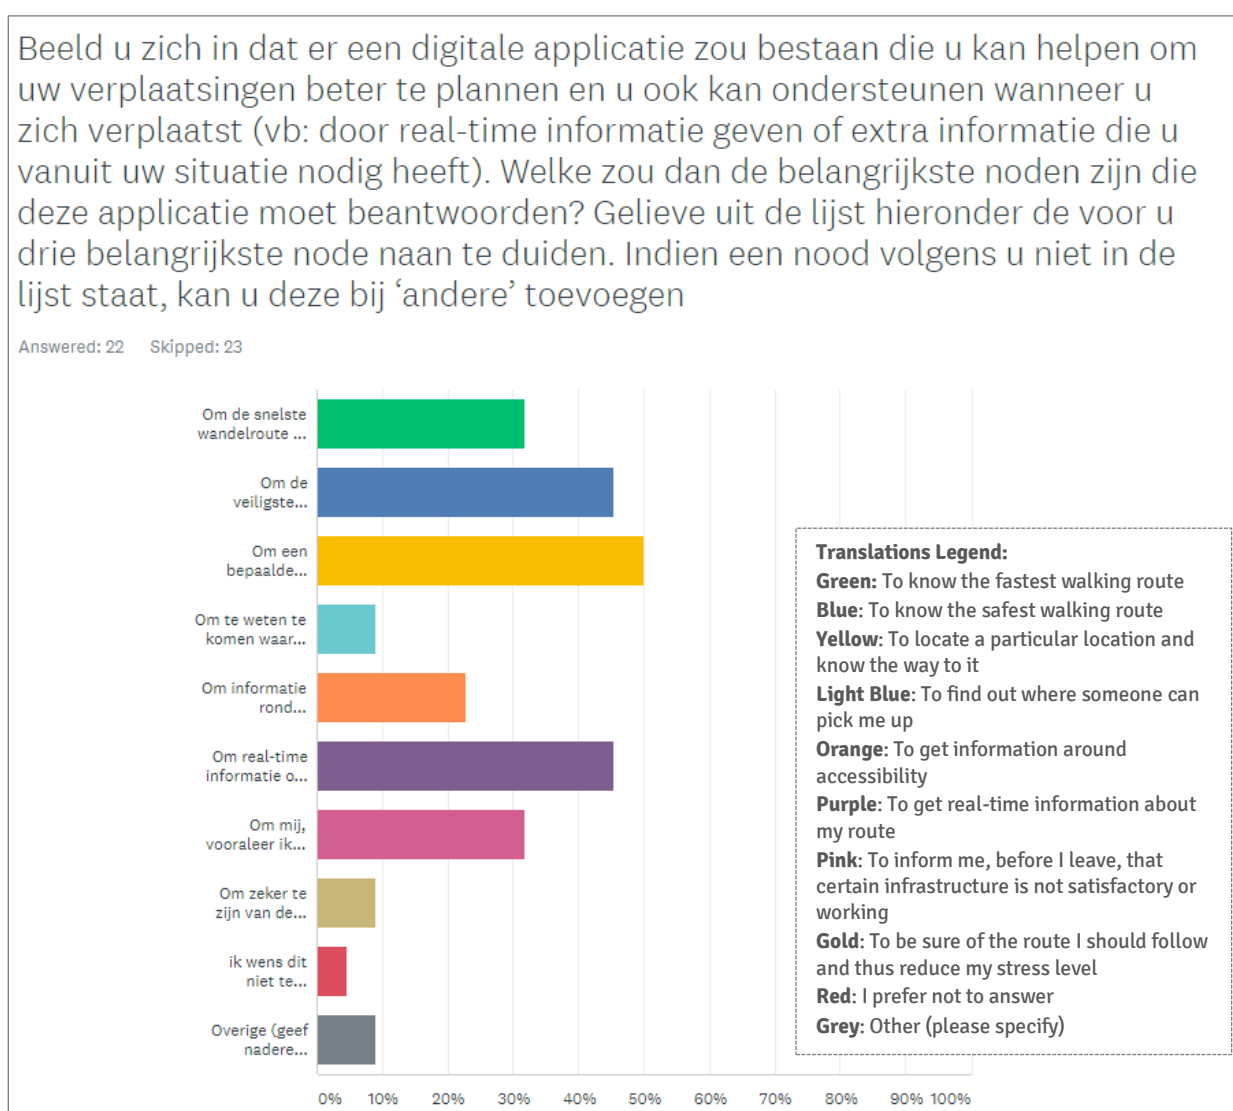 Beeld u zich in dat er een digitale applicatie zou bestaan die u kan helpen om
uw verplaatsingen beter te plannen en u ook kan ondersteunen wanneer u
zich verplaatst (vb: door real-time informatie geven of extra informatie die u
vanuit uw situatie nodig heeft). Welke zou dan de belangrijkste noden zijn die
deze applicatie moet beantwoorden? Gelieve uit de lijst hieronder de voor u
drie belangrijkste node naan te duiden. Indien een nood volgens u niet in de
lijst staat, kan u deze bij ‘andere’ toevoegen
Answered: 22 Skipped: 23
Om de snelste
wandelroute ...
Om de
veiligste...
Om een
bepaalde...
Om te weten te
komen waar...
Om informatie
rond...
Om real-time
informatie o...
Om mij,
vooraleer ik...
Om zeker te
zijn van de...
ik wens dit
niet te...
Overige (geef
nadere...
0% 10% 20% 30% 40% 50% 60% 70% 80% 90% 100%
Translations Legend:
Green: To know the fastest walking route
Blue: To know the safest walking route
Yellow: To locate a particular location and
know the way to it
Light Blue: To find out where someone can
pick me up
Orange: To get information around
accessibility
Purple: To get real-time information about
my route
Pink: To inform me, before I leave, that
certain infrastructure is not satisfactory or
working
Gold: To be sure of the route I should follow
and thus reduce my stress level
Red: I prefer not to answer
Grey: Other (please specify)